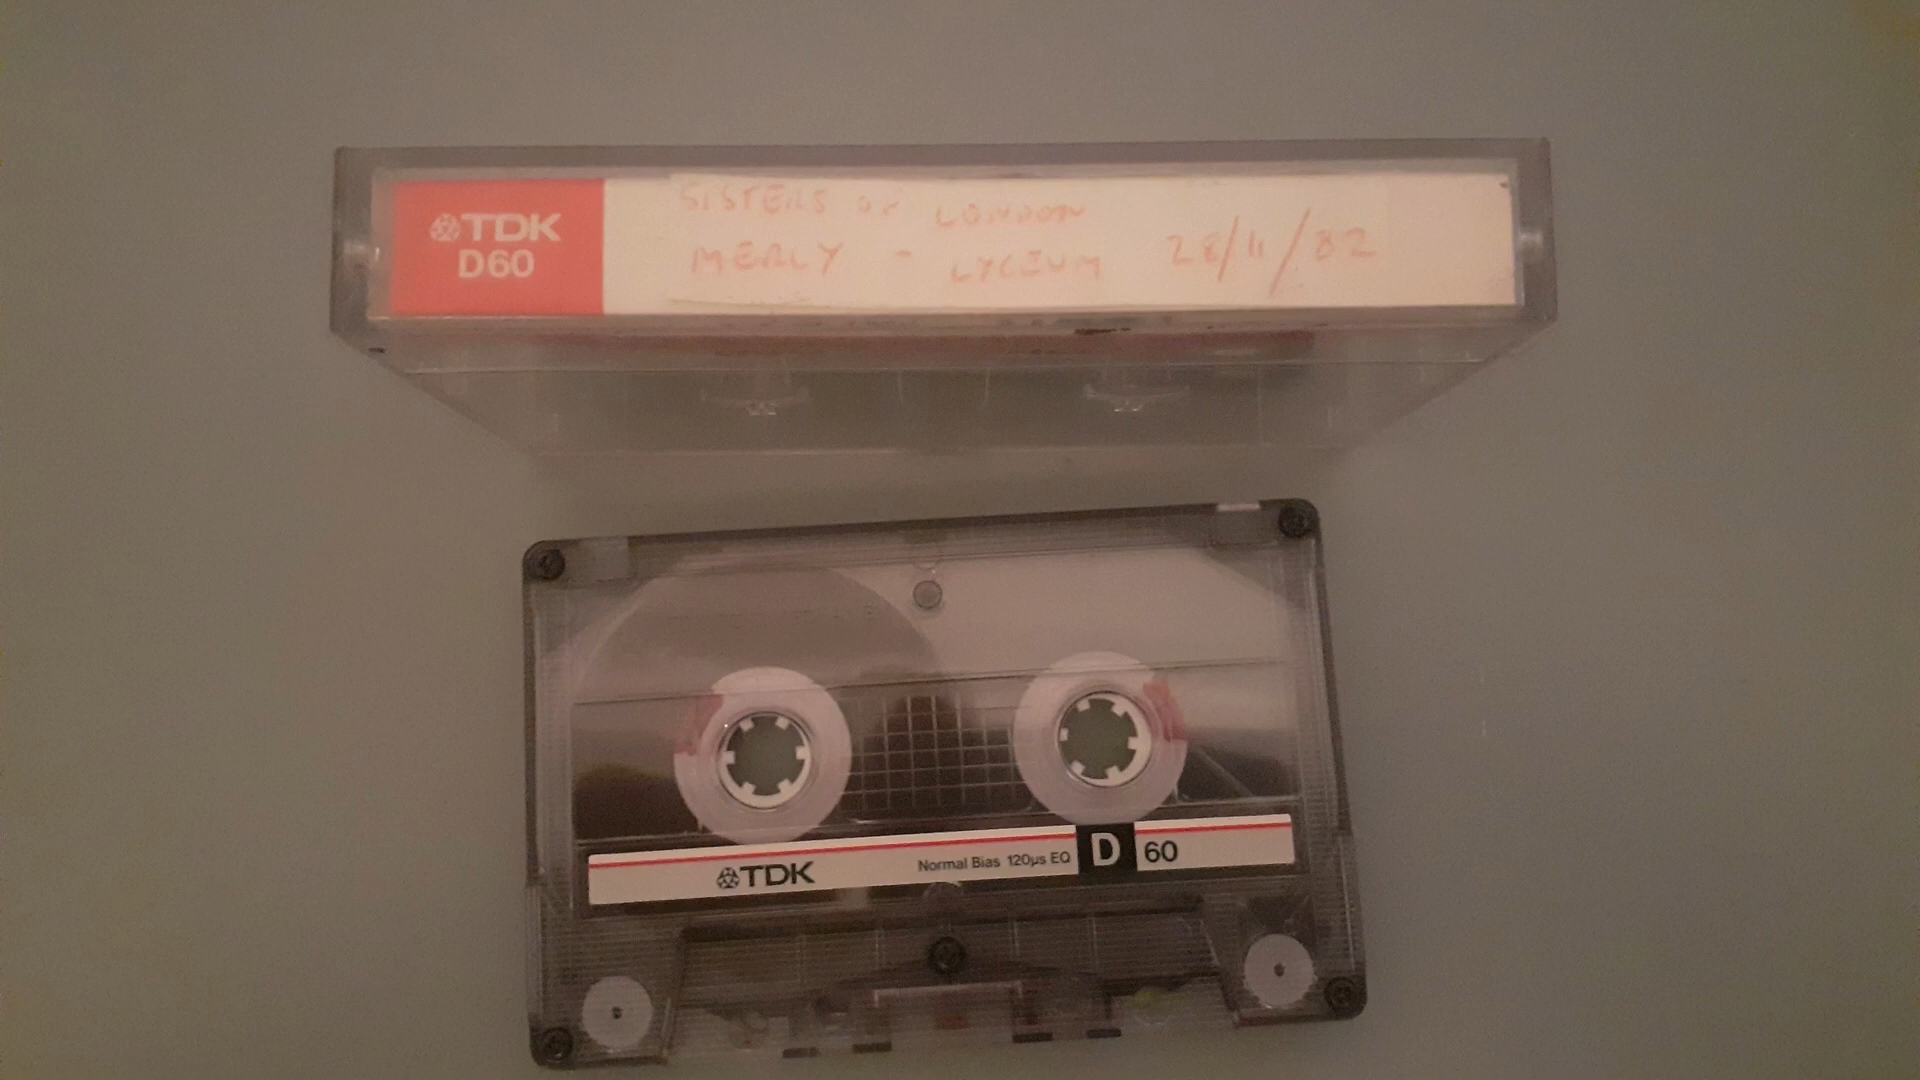 TDK
D60
SISTERS OF LONDON
MERCY - LYCEUM 28/11/82
TDK Normal Bias 120µs EQ D 60